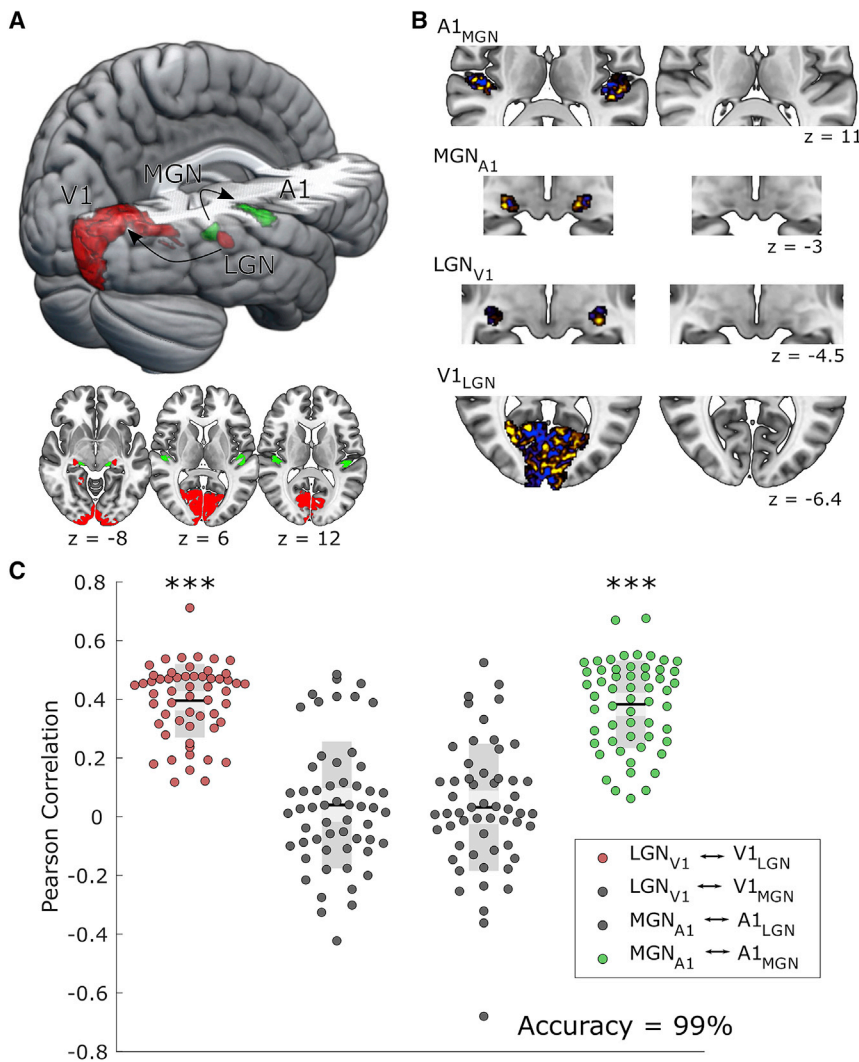 A
V1
MGN
A1
LGN
z = -8
z = 6
z = 12
B
A1MGN
z = 11
MGNA1
z = -3
LGNV1
z = -4.5
V1LGN
z = -6.4
C
Pearson Correlation
0.8
0.6
0.4
0.2
0
-0.2
-0.4
-0.6
-0.8
***
***
LGNV1 ↔ V1LGN
LGNV1 ↔ V1MGN
MGNA1 ↔ A1LGN
MGNA1 ↔ A1MGN
Accuracy = 99%